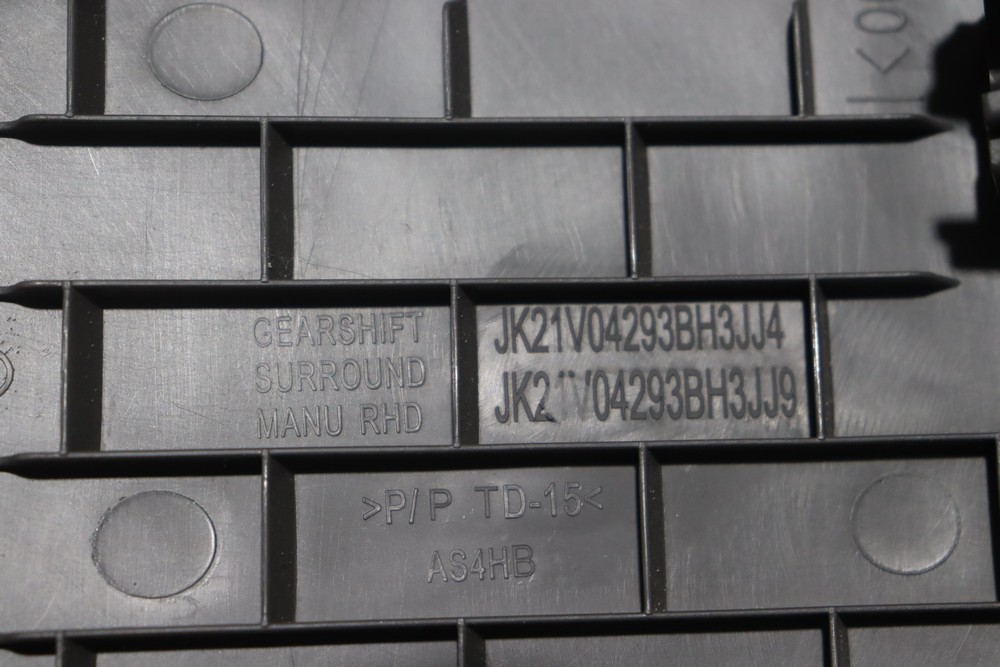 GEARSHIFT
SURROUND
MANU RHD
JK21V04293BH3JJ4
JK21V04293BH3JJ9
>P/P TD-15<
AS4HB